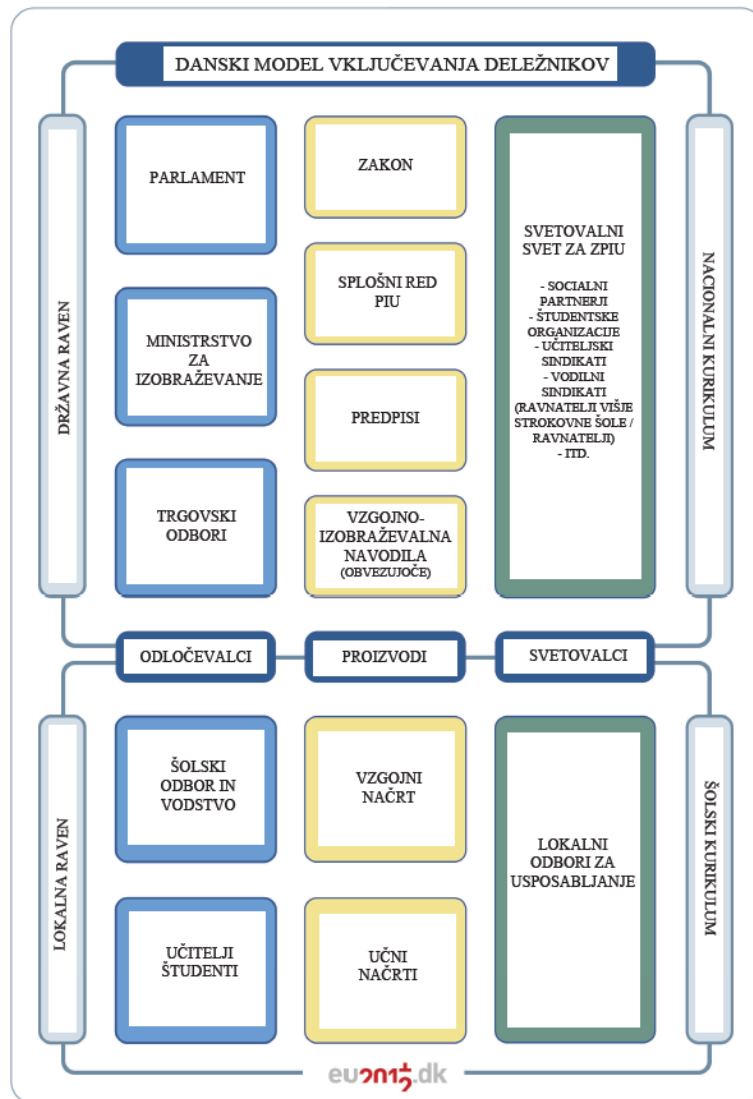 DANSKI MODEL VKLJUČEVANJA DELEŽNIKOV
DRŽAVNA RAVEN
PARLAMENT
MINISTRSTVO
ZA
IZOBRAŽEVANJE
TRGOVSKI
ODBORI
ZAKON
SPLOŠNI RED
PIU
PREDPISI
VZGOJNO-
IZOBRAŽEVALNA
NAVODILA
(OBVEZUJOČE)
SVETOVALNI
SVET ZA ZPIU
- SOCIALNI
PARTNERJI
- ŠTUDENTSKE
ORGANIZACIJE
- UČITELJSKI
SINDIKATI
- VODILNI
SINDIKATI
(RAVNATELJI VIŠJE
STROKOVNE ŠOLE /
RAVNATELJI)
- ITD.
NACIONALNI KURIKULUM
ODLOČEVALCI
PROIZVODI
SVETOVALCI
LOKALNA RAVEN
ŠOLSKI
ODBOR IN
VODSTVO
UČITELJI
ŠTUDENTI
VZGOJNI
NAČRT
UČNI
NAČRTI
LOKALNI
ODBORI ZA
USPOSABLJANJE
ŠOLSKI KURIKULUM
eu2012.dk